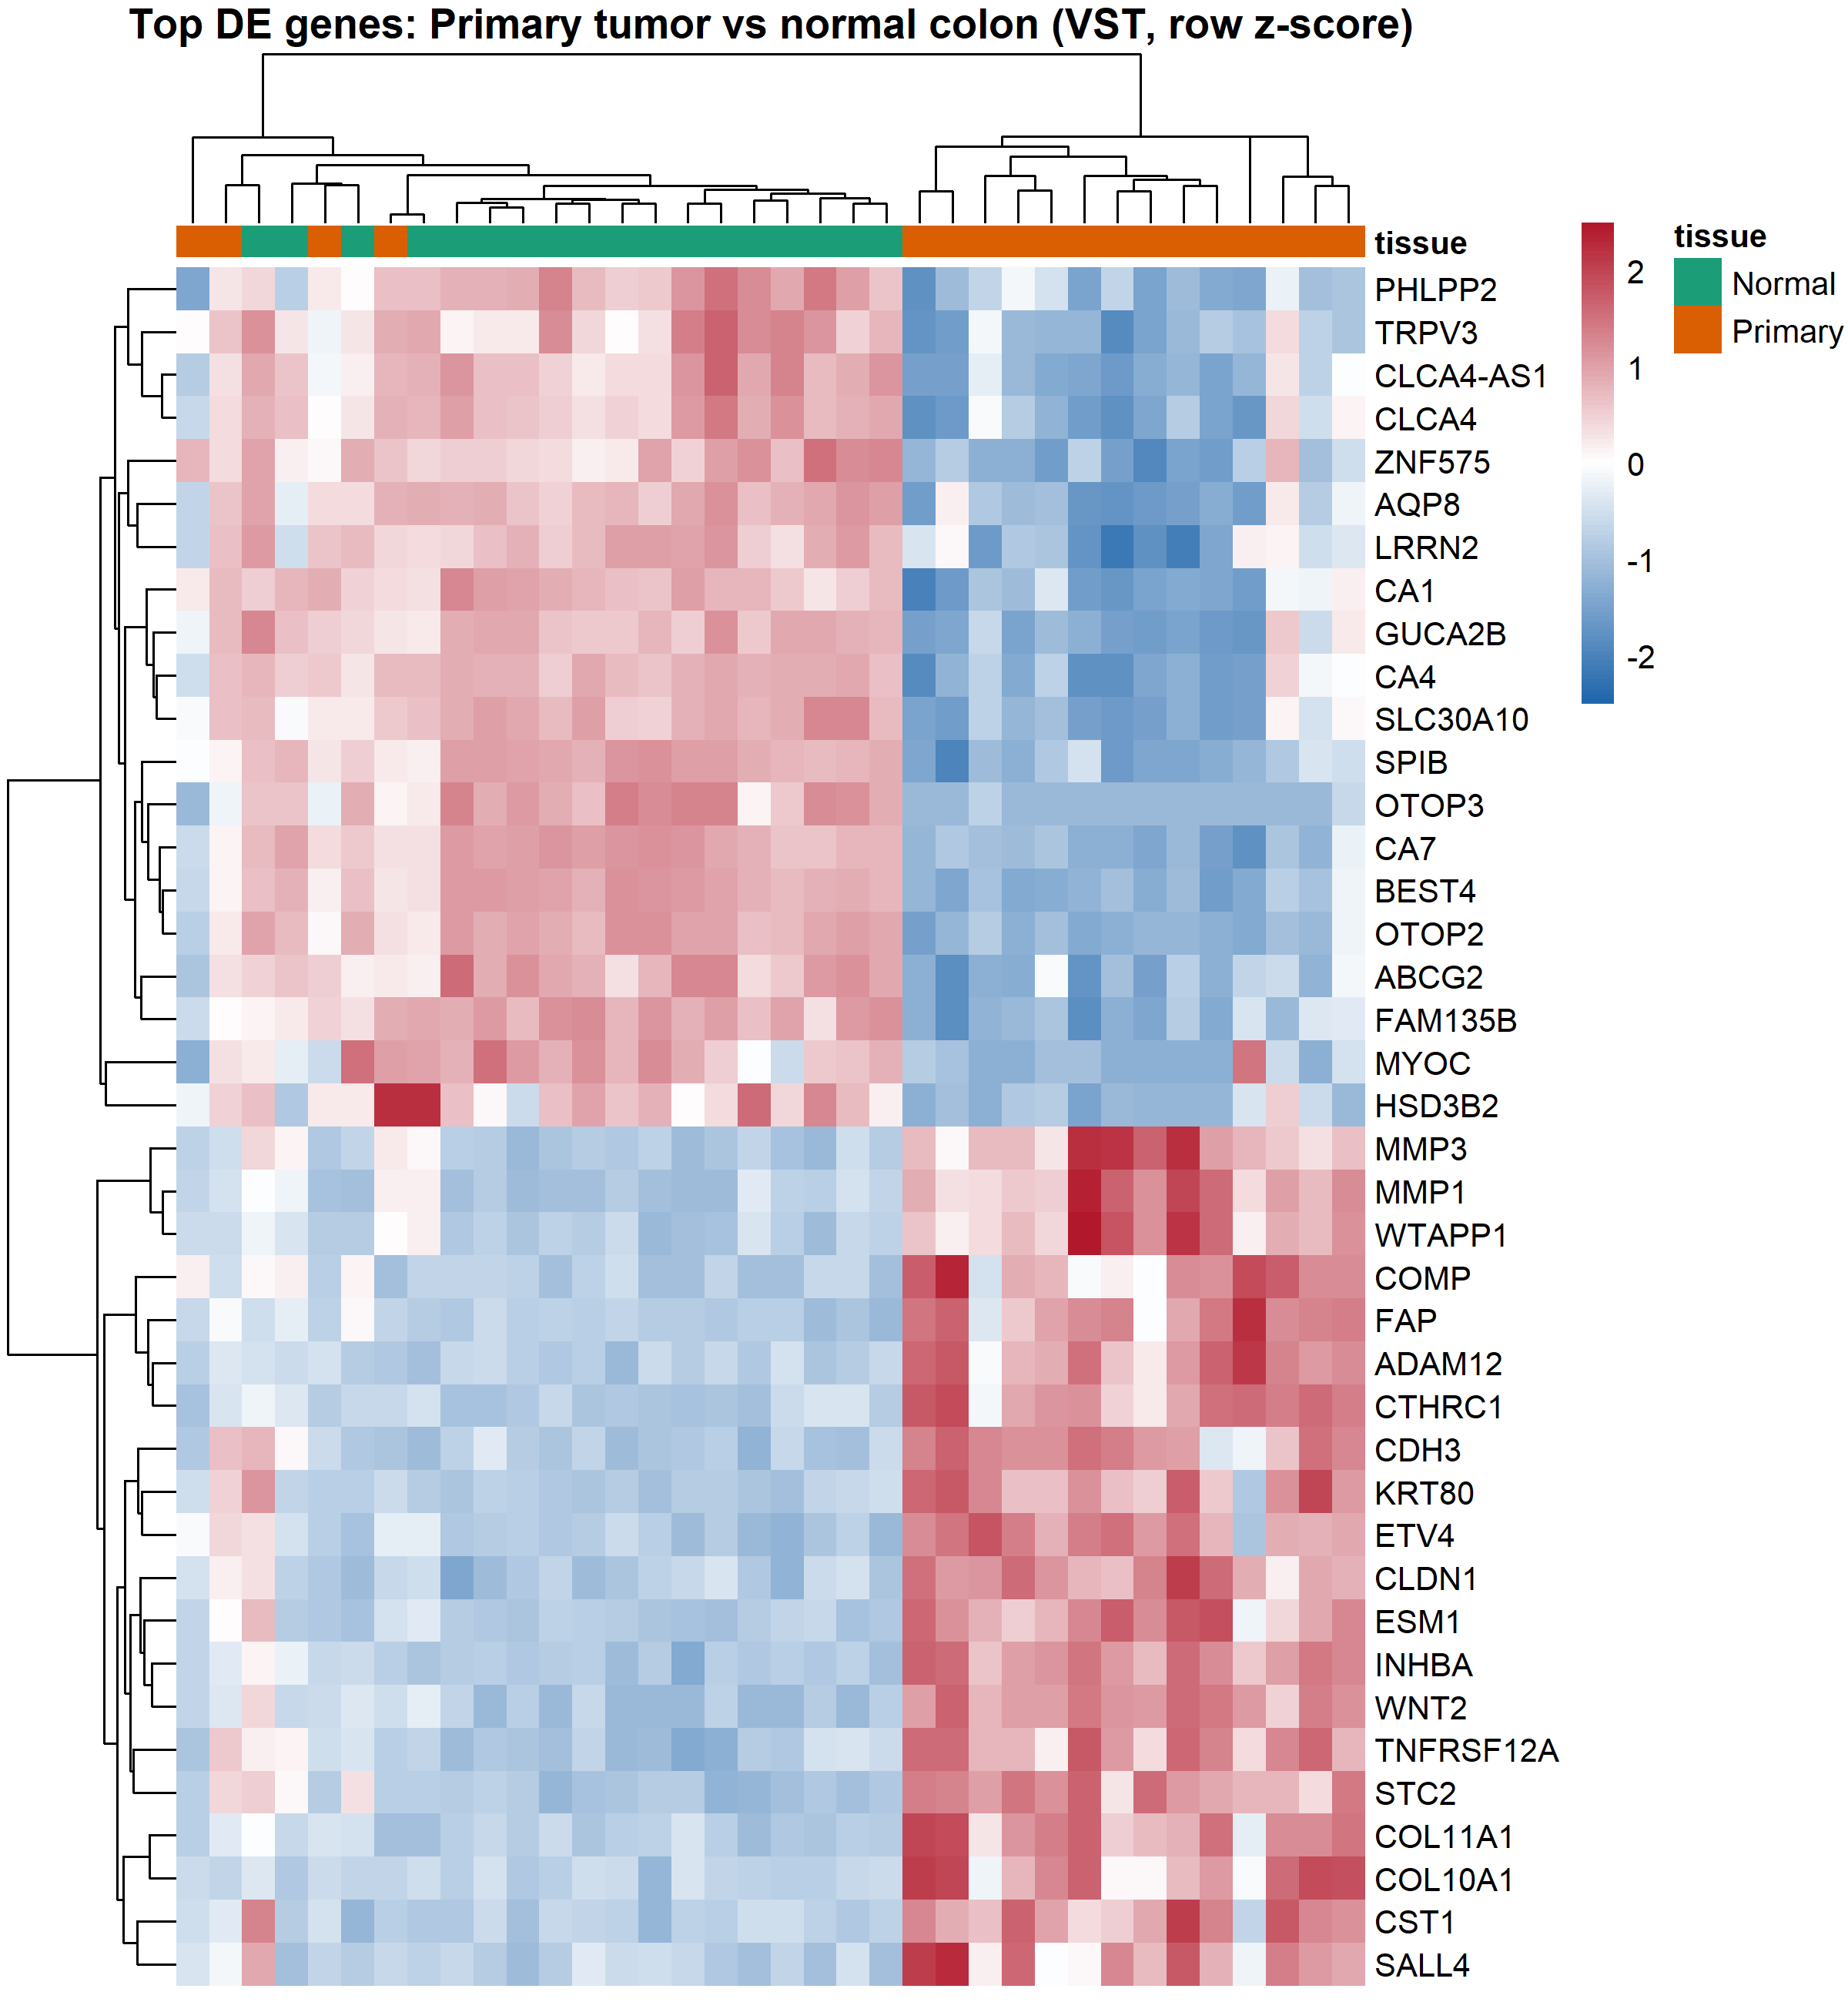 Top DE genes: Primary tumor vs normal colon (VST, row z-score)
tissue
PHLPP2
TRPV3
CLCA4-AS1
CLCA4
ZNF575
AQP8
LRRN2
CA1
GUCA2B
CA4
SLC30A10
SPIB
OTOP3
CA7
BEST4
OTOP2
ABCG2
FAM135B
MYOC
HSD3B2
MMP3
MMP1
WTAPP1
COMP
FAP
ADAM12
CTHRC1
CDH3
KRT80
ETV4
CLDN1
ESM1
INHBA
WNT2
TNFRSF12A
STC2
COL11A1
COL10A1
CST1
SALL4
2
1
0
-1
-2
tissue
Normal
Primary